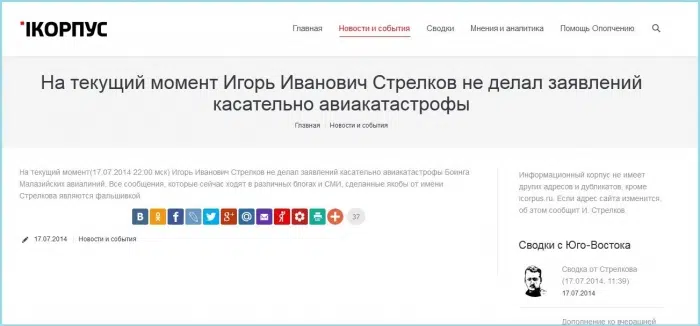 ІКОРПУС
Главная
Новости и события
Сводки
Мнения и аналитика
Помощь Ополчению
На текущий момент Игорь Иванович Стрелков не делал заявлений
касательно авиакатастрофы
Главная Новости и события
На текущий момент(17.07.2014 22:00 мск) Игорь Иванович Стрелков не делал заявлений касательно авиакатастрофы Боинга
Малазийских авиалиний. Все сообщения, которые сейчас ходят в различных блогах и СМИ, сделанные якобы от имени
Стрелкова являются фальшивкой.
37
17.07.2014 Новости и события
Информационный корпус не имеет
других адресов и дубликатов, кроме
icorpus.ru. Если адрес сайта изменится,
об этом сообщит И. Стрелков.
Сводки с Юго-Востока
Сводка от Стрелкова
(17.07.2014, 11:39)
17.07.2014
Дополнение ко вчерашней